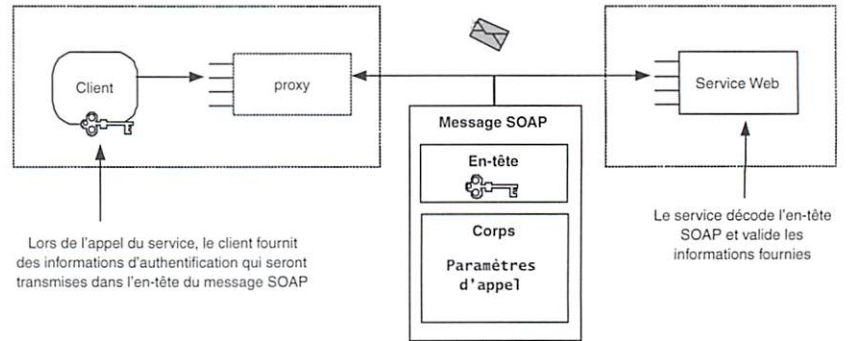 Client
proxy
Service Web
Message SOAP
En-tête
Corps
Paramètres
d'appel
Lors de l'appel du service, le client fournit
des informations d'authentification qui seront
transmises dans l'en-tête du message SOAP
Le service décode l'en-tête
SOAP et valide les
informations fournies